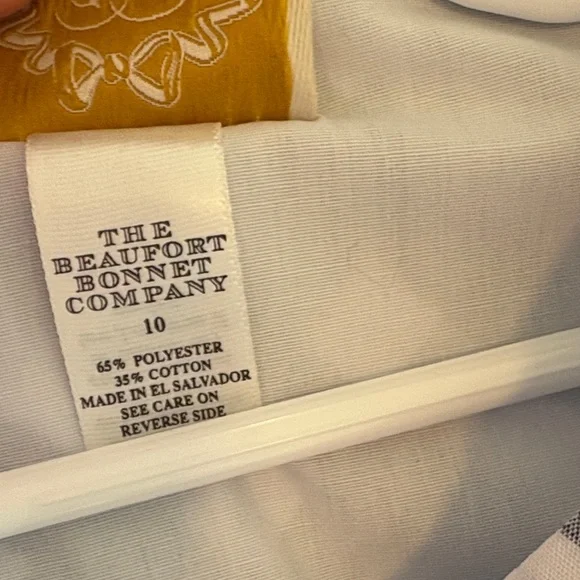 THE
BEAUFORT
BONNET
COMPANY
10
65% POLYESTER
35% COTTON
MADE IN EL SALVADOR
SEE CARE ON
REVERSE SIDE